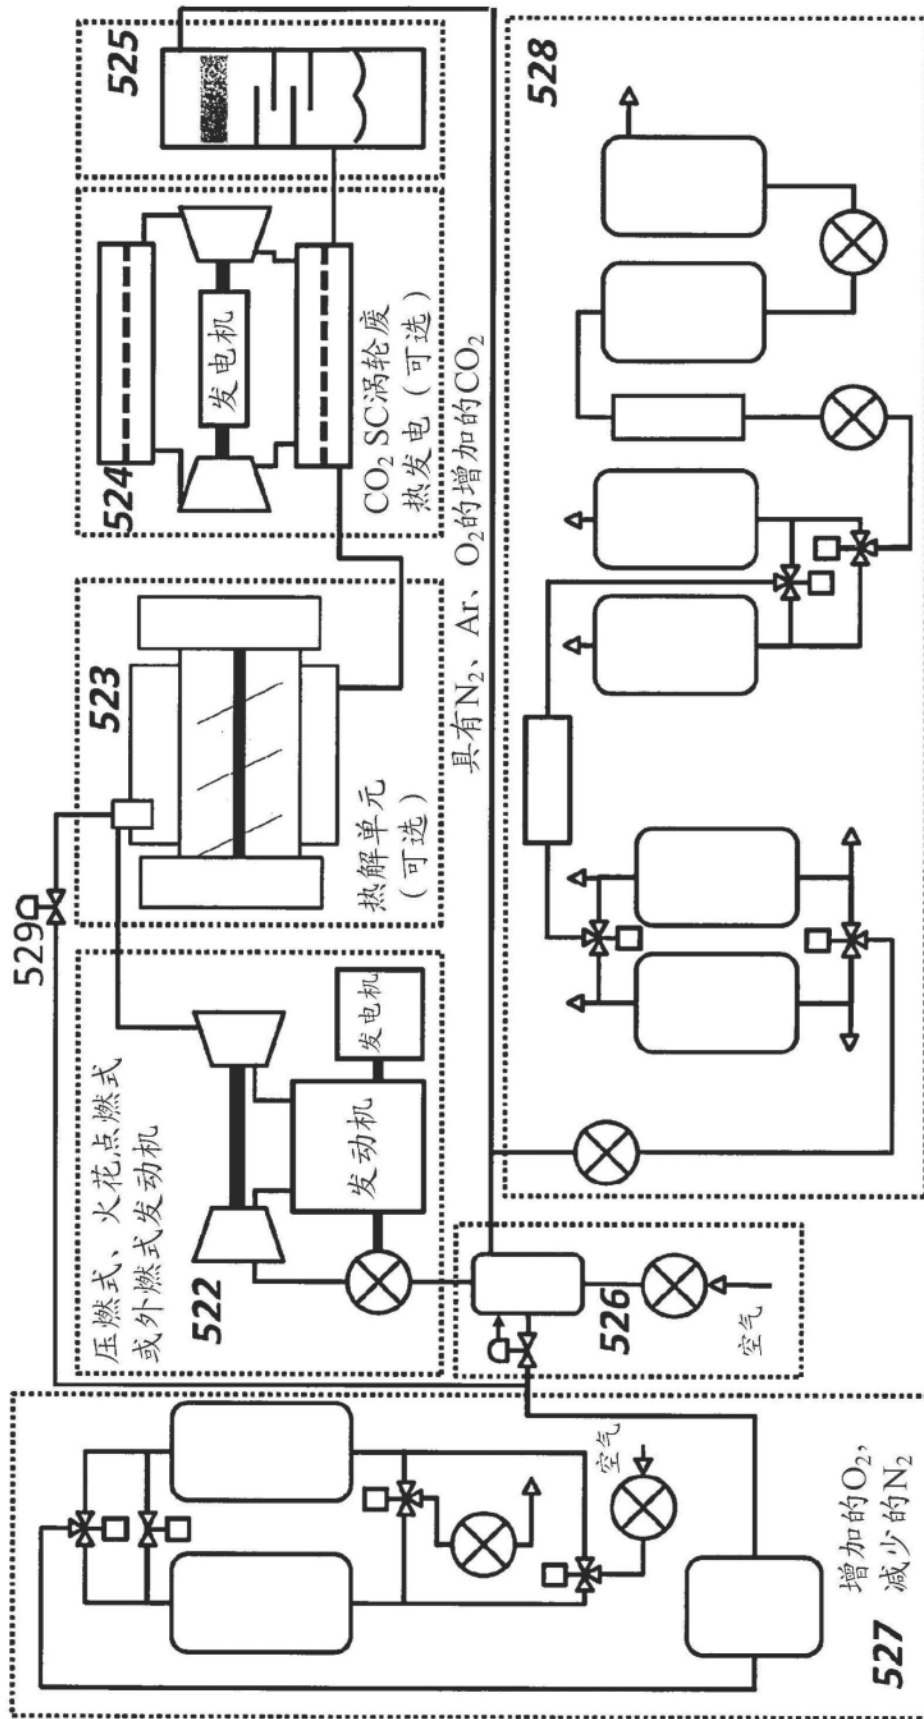 525
524
发电机
CO₂ SC涡轮废
热发电（可选）
523
热解单元
（可选）
529
压燃式、火花点燃式
或外燃式发动机
522
发电机
发动机
526
空气
具有N₂、Ar、O₂的增加的CO₂
528
空气
增加的O₂,
减少的N₂
527